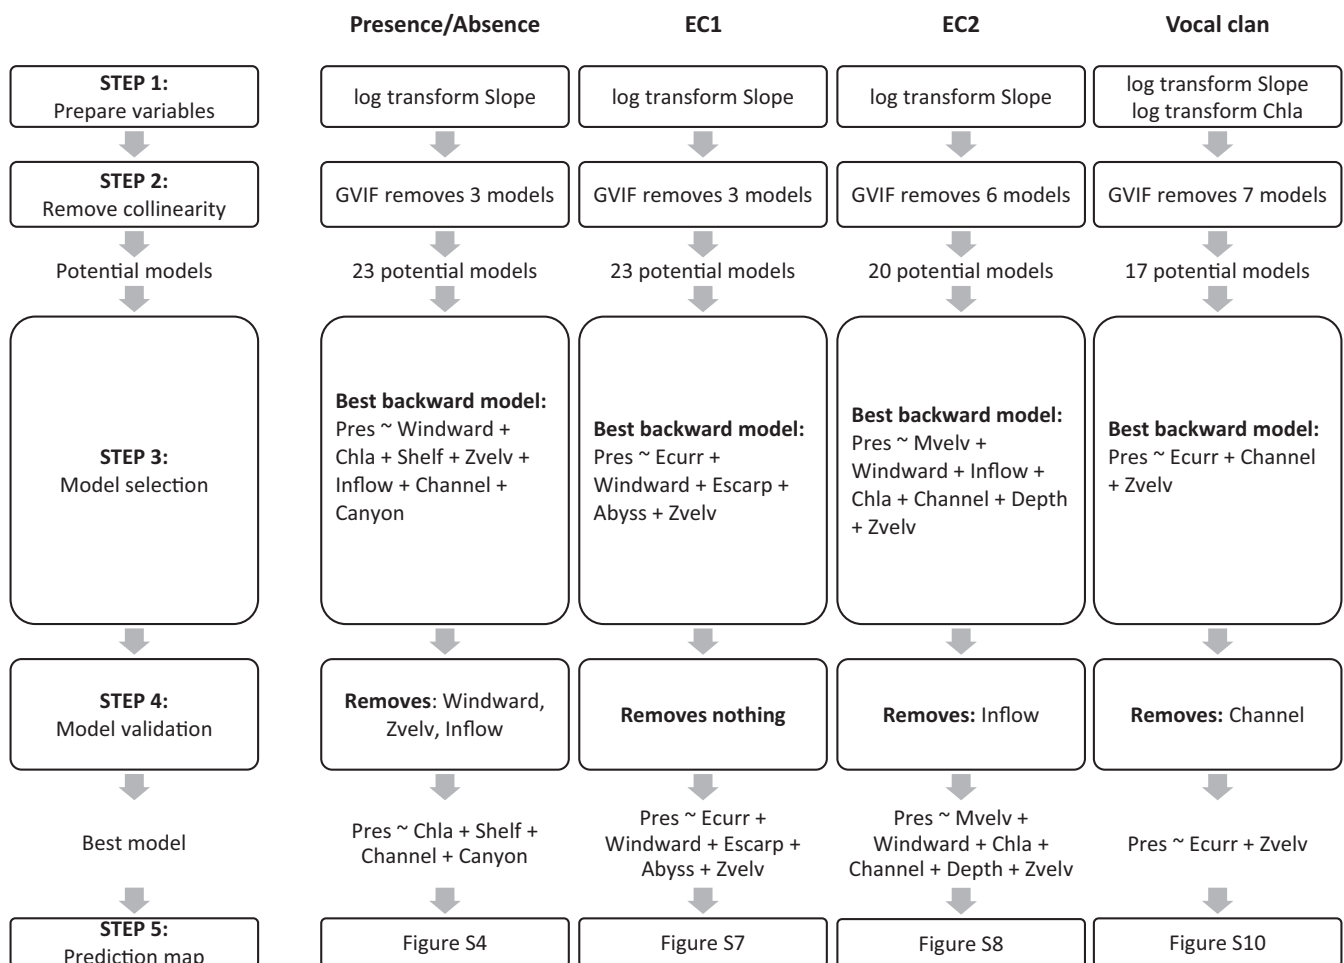 Presence/Absence
EC1
EC2
Vocal clan
STEP 1:
Prepare variables
log transform Slope
log transform Slope
log transform Slope
log transform Slope
log transform Chla
STEP 2:
Remove collinearity
GVIF removes 3 models
GVIF removes 3 models
GVIF removes 6 models
GVIF removes 7 models
Potential models
23 potential models
23 potential models
20 potential models
17 potential models
STEP 3:
Model selection
Best backward model:
Pres ~ Windward +
Chla + Shelf + Zvelv +
Inflow + Channel +
Canyon
Best backward model:
Pres ~ Ecurr +
Windward + Escarp +
Abyss + Zvelv
Best backward model:
Pres ~ Mvelv +
Windward + Inflow +
Chla + Channel + Depth
+ Zvelv
Best backward model:
Pres ~ Ecurr + Channel
+ Zvelv
STEP 4:
Model validation
Removes: Windward,
Zvelv, Inflow
Removes nothing
Removes: Inflow
Removes: Channel
Best model
Pres ~ Chla + Shelf +
Channel + Canyon
Pres ~ Ecurr +
Windward + Escarp +
Abyss + Zvelv
Pres ~ Mvelv +
Windward + Chla +
Channel + Depth + Zvelv
Pres ~ Ecurr + Zvelv
STEP 5:
Prediction map
Figure S4
Figure S7
Figure S8
Figure S10